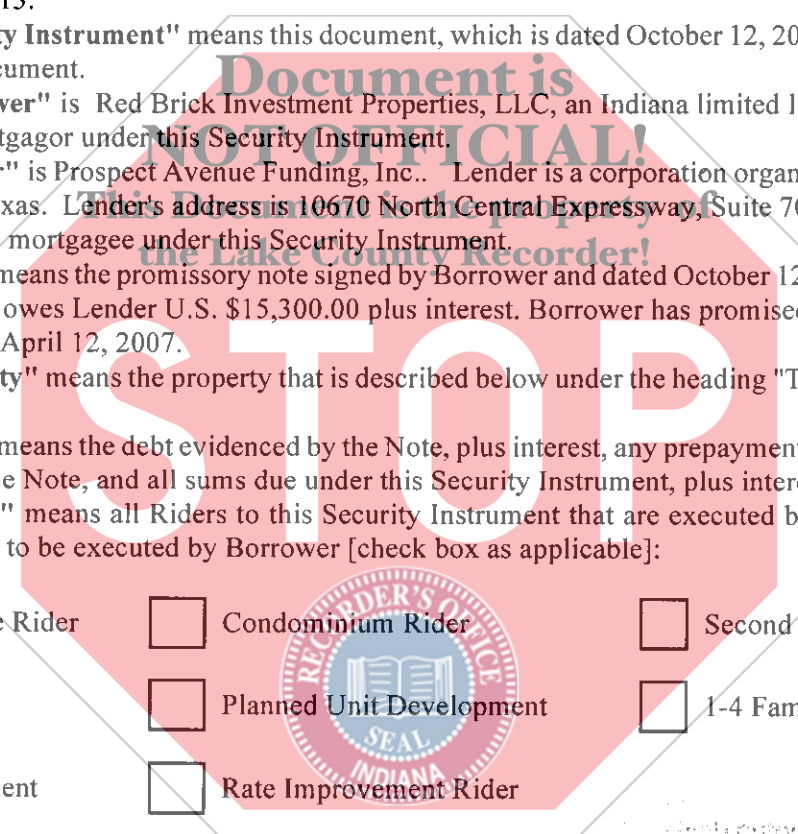 15.
ty Instrument" means this document, which is dated October 12, 20
cument.
Document is
wer" is Red Brick Investment Properties, LLC, an Indiana limited l
tgagor under this Security Instrument.
NOT OFFICIAL!
r" is Prospect Avenue Funding, Inc.. Lender is a corporation organ
xas. Lender's address is 10670 North Central Expressway, Suite 70
This Document is the property of
mortgagee under this Security Instrument.
the Lake County Recorder!
means the promissory note signed by Borrower and dated October 12
owes Lender U.S. $15,300.00 plus interest. Borrower has promised
April 12, 2007.
ty" means the property that is described below under the heading "T
means the debt evidenced by the Note, plus interest, any prepayment
e Note, and all sums due under this Security Instrument, plus intere
" means all Riders to this Security Instrument that are executed b
to be executed by Borrower [check box as applicable]:
STOP
e Rider Condominium Rider Second
Planned Unit Development 1-4 Fam
ent Rate Improvement Rider
RECORDER'S OFFICE
SEAL
INDIANA